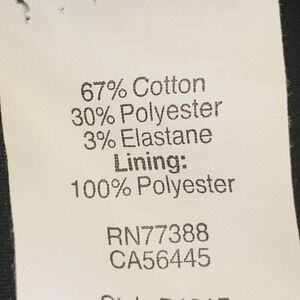 67% Cotton
30% Polyester
3% Elastane
Lining:
100% Polyester
RN77388
CA56445